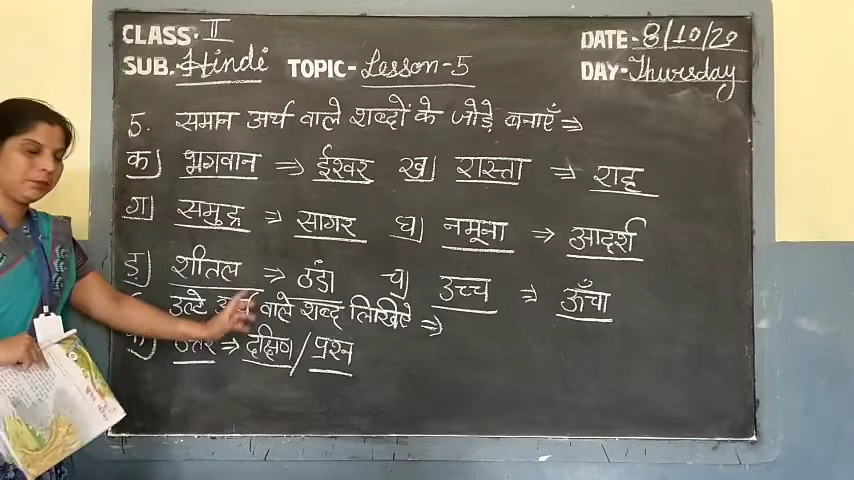 CLASS- II DATE- 8/10/20
SUB. Hindi TOPIC- Lesson-5 DAY- Thursday
5. समान अर्थ वाले शब्दों के जोड़े बनाएँ ⇒
क) भगवान ⇒ ईश्वर ख) रास्ता ⇒ राह
ग) समुद्र ⇒ सागर घ) नमूना ⇒ आदर्श
ङ) शीतल ⇒ ठंडा च) उच्च ⇒ ऊँचा
उल्टे अर्थ वाले शब्द लिखिए ⇒
क) उत्तर ⇒ दक्षिण / प्रश्न